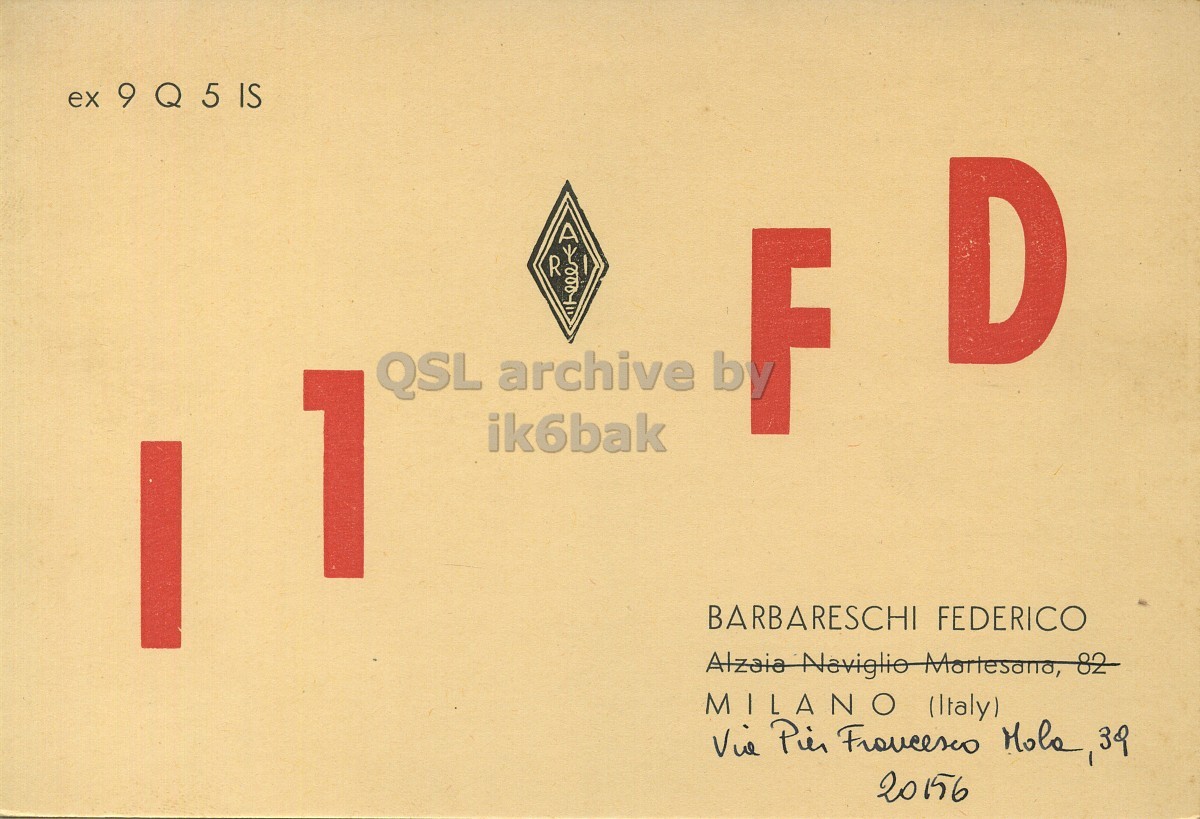 ex 9 Q 5 IS
A
R I
I 1 F D
QSL archive by
ik6bak
BARBARESCHI FEDERICO
Alzaia Naviglio Martesana, 82
MILANO (Italy)
Via Pier Francesco Mola, 39
20156